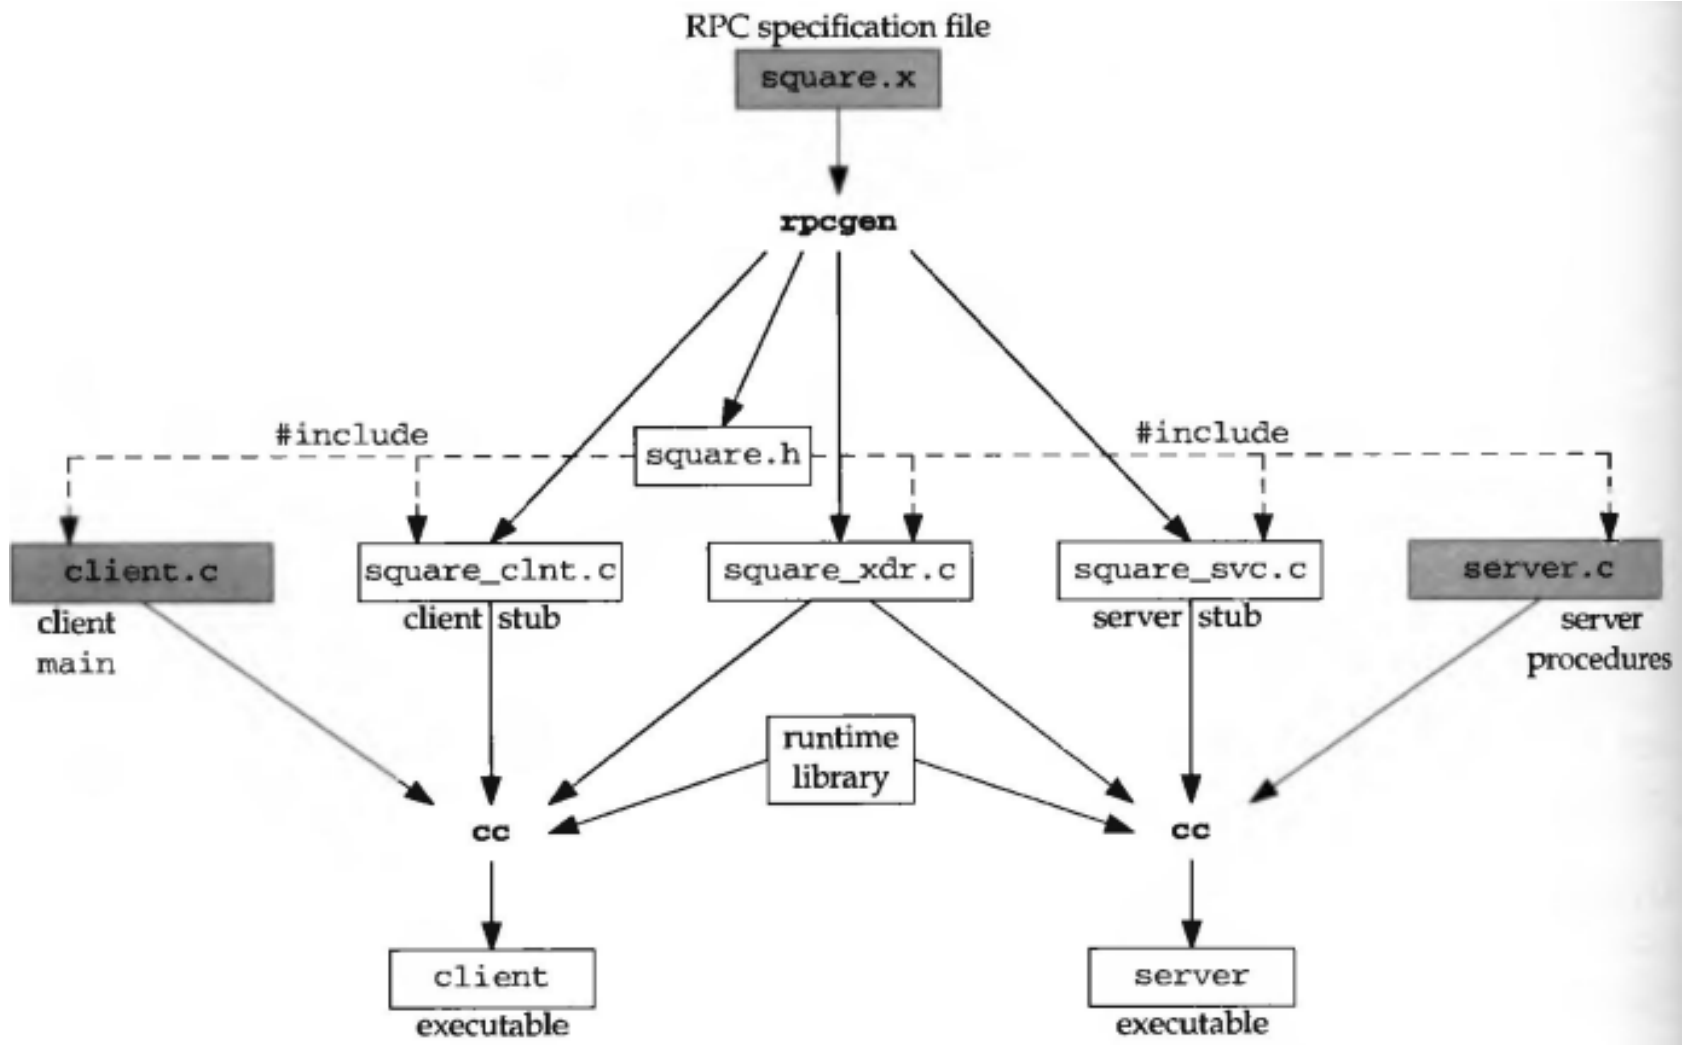 RPC specification file
square.x
rpcgen
#include
#include
square.h
client.c
square_clnt.c
square_xdr.c
square_svc.c
server.c
client
main
client stub
server stub
server
procedures
runtime
library
cc
cc
client
executable
server
executable